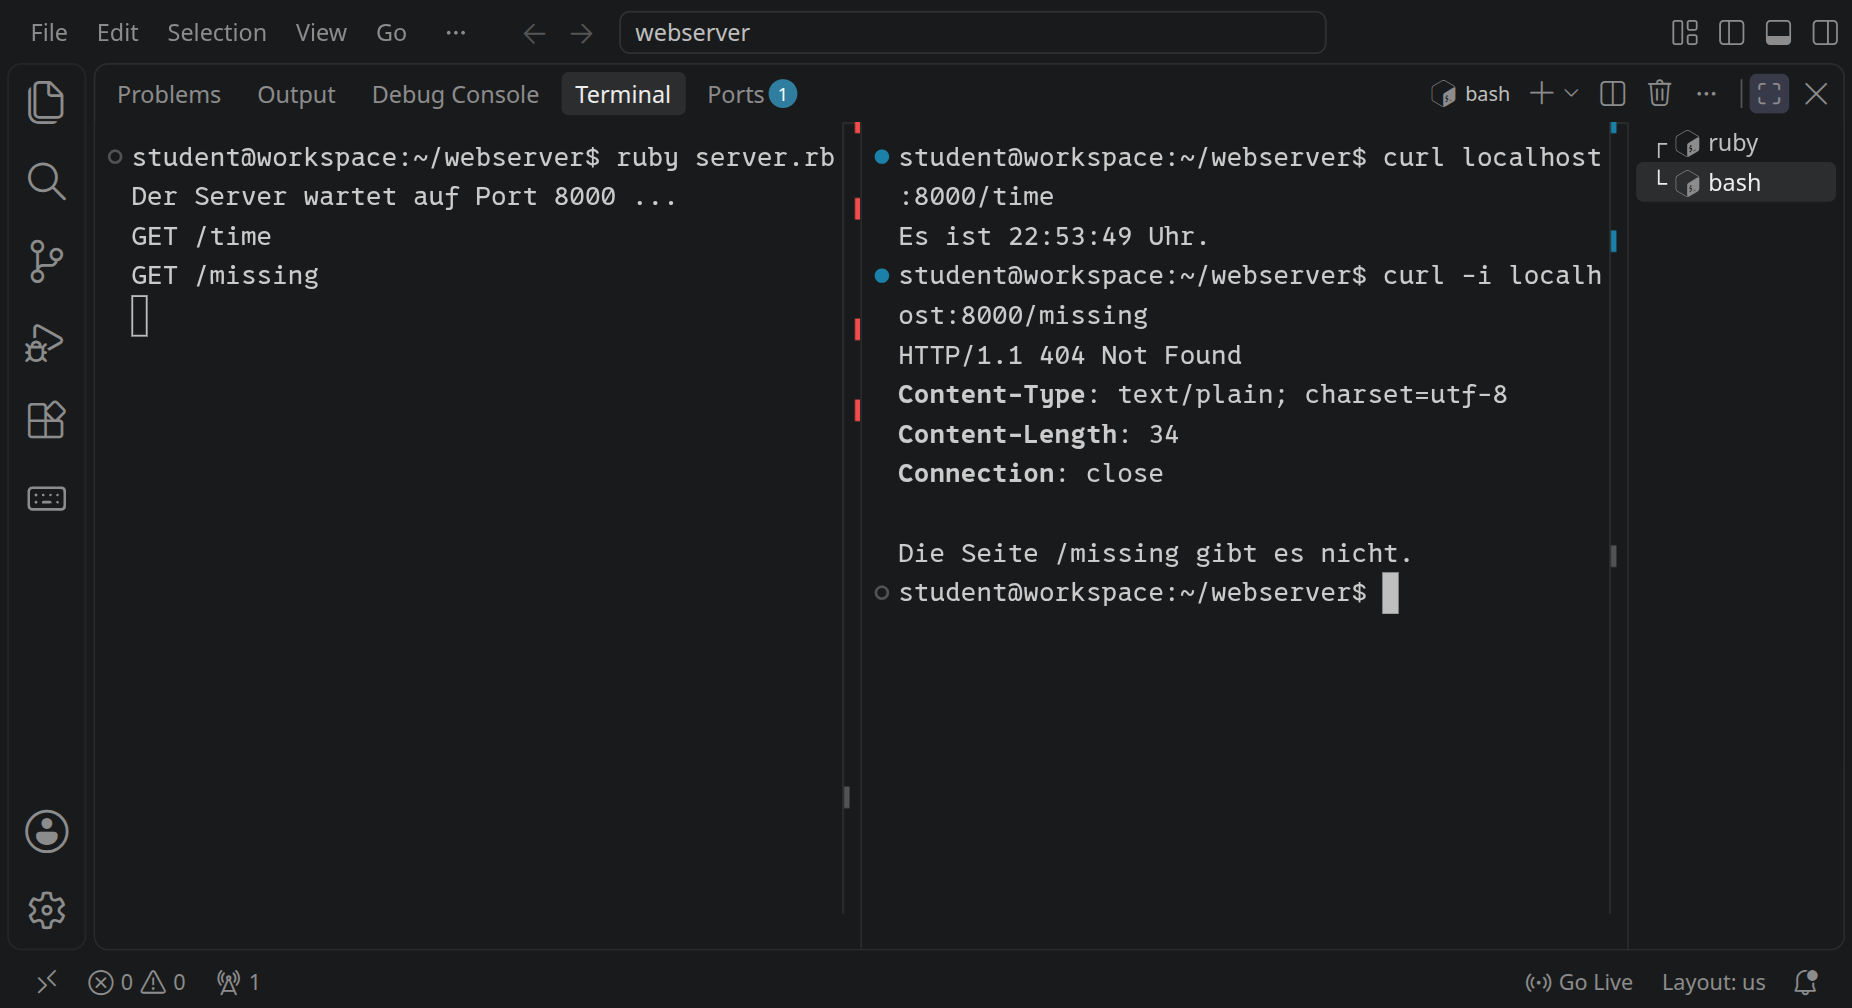 File Edit Selection View Go ··· webserver
Problems Output Debug Console Terminal Ports 1 bash
student@workspace:~/webserver$ ruby server.rb
Der Server wartet auf Port 8000 ...
GET /time
GET /missing
student@workspace:~/webserver$ curl localhost
:8000/time
Es ist 22:53:49 Uhr.
student@workspace:~/webserver$ curl -i localh
ost:8000/missing
HTTP/1.1 404 Not Found
Content-Type: text/plain; charset=utf-8
Content-Length: 34
Connection: close

Die Seite /missing gibt es nicht.
student@workspace:~/webserver$
ruby
bash
0 0 1 Go Live Layout: us